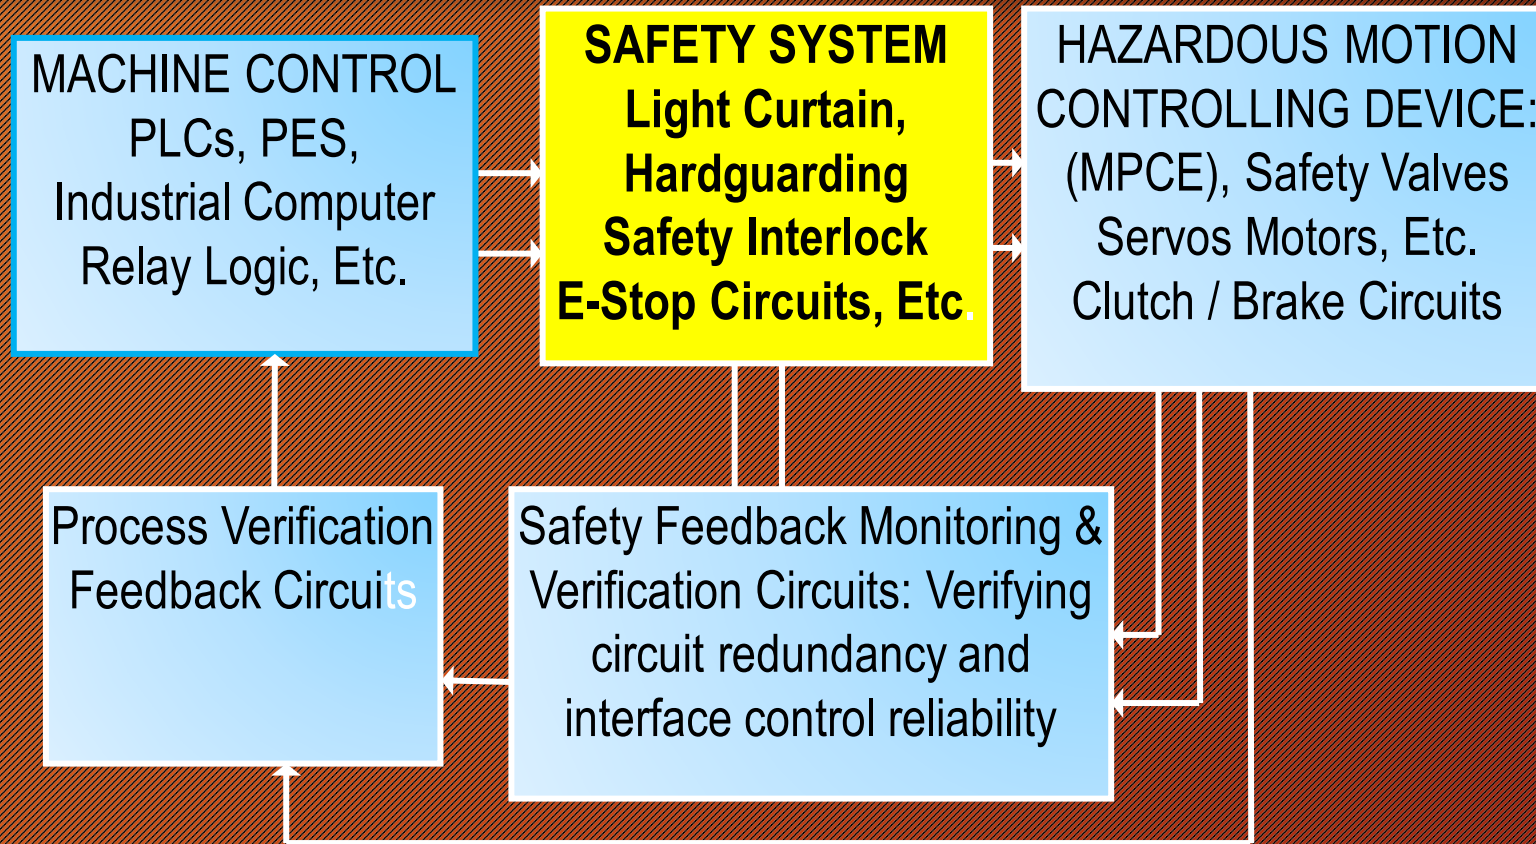 MACHINE CONTROL
PLCs, PES,
Industrial Computer
Relay Logic, Etc.
SAFETY SYSTEM
Light Curtain,
Hardguarding
Safety Interlock
E-Stop Circuits, Etc.
HAZARDOUS MOTION
CONTROLLING DEVICE:
(MPCE), Safety Valves
Servos Motors, Etc.
Clutch / Brake Circuits
Process Verification
Feedback Circuits
Safety Feedback Monitoring &
Verification Circuits: Verifying
circuit redundancy and
interface control reliability